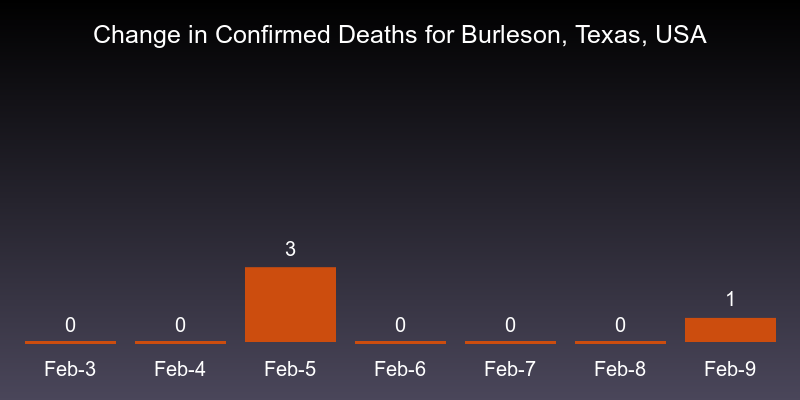 Change in Confirmed Deaths for Burleson, Texas, USA
0 0 3 0 0 0 1
Feb-3 Feb-4 Feb-5 Feb-6 Feb-7 Feb-8 Feb-9